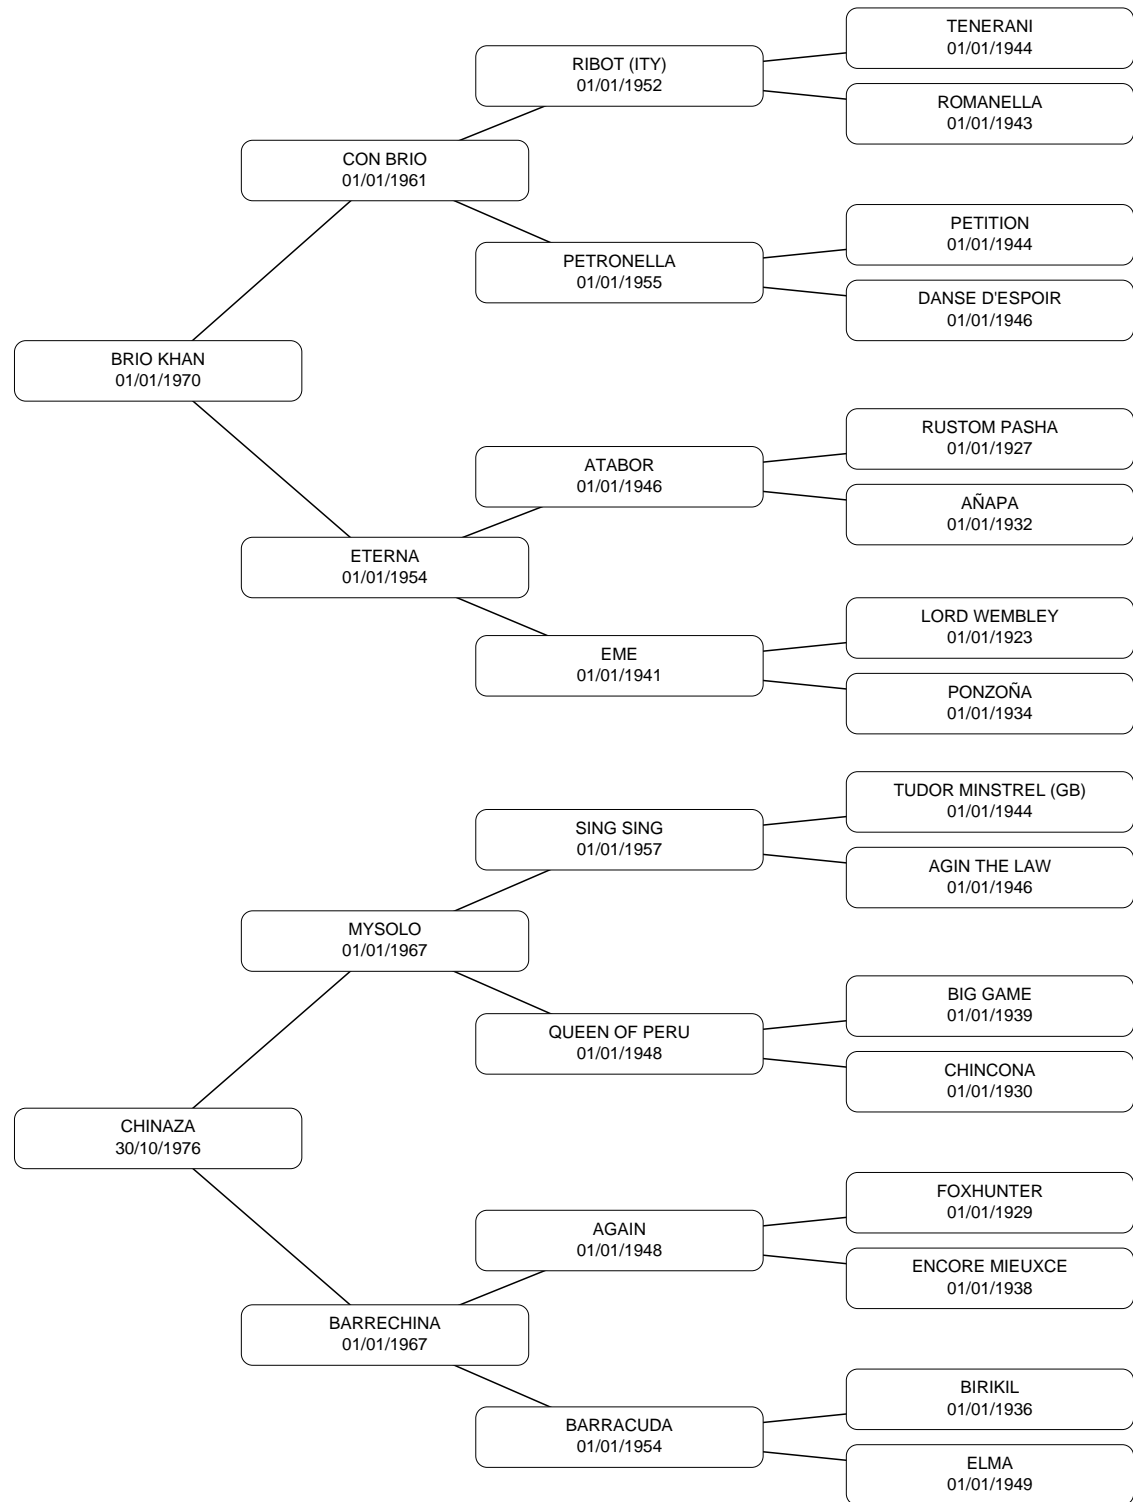 TENERANI
01/01/1944
RIBOT (ITY)
01/01/1952
ROMANELLA
01/01/1943
CON BRIO
01/01/1961
PETITION
01/01/1944
PETRONELLA
01/01/1955
DANSE D'ESPOIR
01/01/1946
BRIO KHAN
01/01/1970
RUSTOM PASHA
01/01/1927
ATABOR
01/01/1946
AÑAPA
01/01/1932
ETERNA
01/01/1954
LORD WEMBLEY
01/01/1923
EME
01/01/1941
PONZOÑA
01/01/1934
TUDOR MINSTREL (GB)
01/01/1944
SING SING
01/01/1957
AGIN THE LAW
01/01/1946
MYSOLO
01/01/1967
BIG GAME
01/01/1939
QUEEN OF PERU
01/01/1948
CHINCONA
01/01/1930
CHINAZA
30/10/1976
FOXHUNTER
01/01/1929
AGAIN
01/01/1948
ENCORE MIEUXCE
01/01/1938
BARRECHINA
01/01/1967
BIRIKIL
01/01/1936
BARRACUDA
01/01/1954
ELMA
01/01/1949